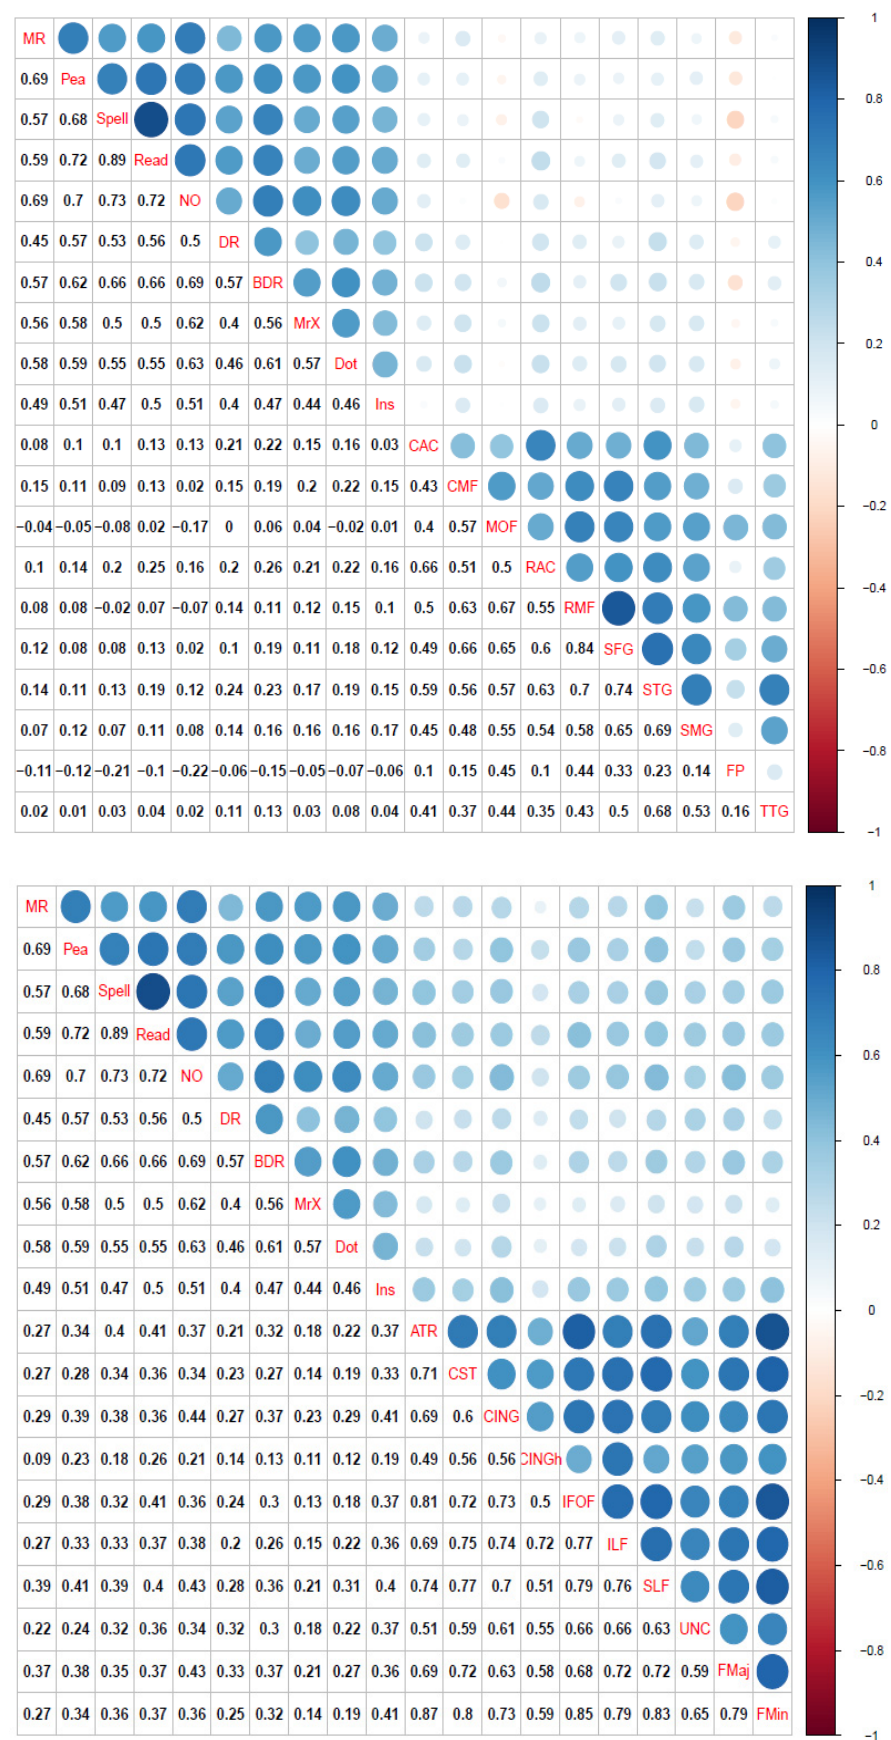 MR
0.69 Pea
0.57 0.68 Spell
0.59 0.72 0.89 Read
0.69 0.7 0.73 0.72 NO
0.45 0.57 0.53 0.56 0.5 DR
0.57 0.62 0.66 0.66 0.69 0.57 BDR
0.56 0.58 0.5 0.5 0.62 0.4 0.56 MrX
0.58 0.59 0.55 0.55 0.63 0.46 0.61 0.57 Dot
0.49 0.51 0.47 0.5 0.51 0.4 0.47 0.44 0.46 Ins
0.08 0.1 0.1 0.13 0.13 0.21 0.22 0.15 0.16 0.03 CAC
0.15 0.11 0.09 0.13 0.02 0.15 0.19 0.2 0.22 0.15 0.43 CMF
−0.04 −0.05 −0.08 0.02 −0.17 0 0.06 0.04 −0.02 0.01 0.4 0.57 MOF
0.1 0.14 0.2 0.25 0.16 0.2 0.26 0.21 0.22 0.16 0.66 0.51 0.5 RAC
0.08 0.08 −0.02 0.07 −0.07 0.14 0.11 0.12 0.15 0.1 0.5 0.63 0.67 0.55 RMF
0.12 0.08 0.08 0.13 0.02 0.1 0.19 0.11 0.18 0.12 0.49 0.66 0.65 0.6 0.84 SFG
0.14 0.11 0.13 0.19 0.12 0.24 0.23 0.17 0.19 0.15 0.59 0.56 0.57 0.63 0.7 0.74 STG
0.07 0.12 0.07 0.11 0.08 0.14 0.16 0.16 0.16 0.17 0.45 0.48 0.55 0.54 0.58 0.65 0.69 SMG
−0.11 −0.12 −0.21 −0.1 −0.22 −0.06 −0.15 −0.05 −0.07 −0.06 0.1 0.15 0.45 0.1 0.44 0.33 0.23 0.14 FP
0.02 0.01 0.03 0.04 0.02 0.11 0.13 0.03 0.08 0.04 0.41 0.37 0.44 0.35 0.43 0.5 0.68 0.53 0.16 TTG
1
0.8
0.6
0.4
0.2
0
−0.2
−0.4
−0.6
−0.8
−1
MR
0.69 Pea
0.57 0.68 Spell
0.59 0.72 0.89 Read
0.69 0.7 0.73 0.72 NO
0.45 0.57 0.53 0.56 0.5 DR
0.57 0.62 0.66 0.66 0.69 0.57 BDR
0.56 0.58 0.5 0.5 0.62 0.4 0.56 MrX
0.58 0.59 0.55 0.55 0.63 0.46 0.61 0.57 Dot
0.49 0.51 0.47 0.5 0.51 0.4 0.47 0.44 0.46 Ins
0.27 0.34 0.4 0.41 0.37 0.21 0.32 0.18 0.22 0.37 ATR
0.27 0.28 0.34 0.36 0.34 0.23 0.27 0.14 0.19 0.33 0.71 CST
0.29 0.39 0.38 0.36 0.44 0.27 0.37 0.23 0.29 0.41 0.69 0.6 CING
0.09 0.23 0.18 0.26 0.21 0.14 0.13 0.11 0.12 0.19 0.49 0.56 0.56 CINGh
0.29 0.38 0.32 0.41 0.36 0.24 0.3 0.13 0.18 0.37 0.81 0.72 0.73 0.5 IFOF
0.27 0.33 0.33 0.37 0.38 0.2 0.26 0.15 0.22 0.36 0.69 0.75 0.74 0.72 0.77 ILF
0.39 0.41 0.39 0.4 0.43 0.28 0.36 0.21 0.31 0.4 0.74 0.77 0.7 0.51 0.79 0.76 SLF
0.22 0.24 0.32 0.36 0.34 0.32 0.3 0.18 0.22 0.37 0.51 0.59 0.61 0.55 0.66 0.66 0.63 UNC
0.37 0.38 0.35 0.37 0.43 0.33 0.37 0.21 0.27 0.36 0.69 0.72 0.63 0.58 0.68 0.72 0.72 0.59 FMaj
0.27 0.34 0.36 0.37 0.36 0.25 0.32 0.14 0.19 0.41 0.87 0.8 0.73 0.59 0.85 0.79 0.83 0.65 0.79 FMin
1
0.8
0.6
0.4
0.2
0
−0.2
−0.4
−0.6
−0.8
−1